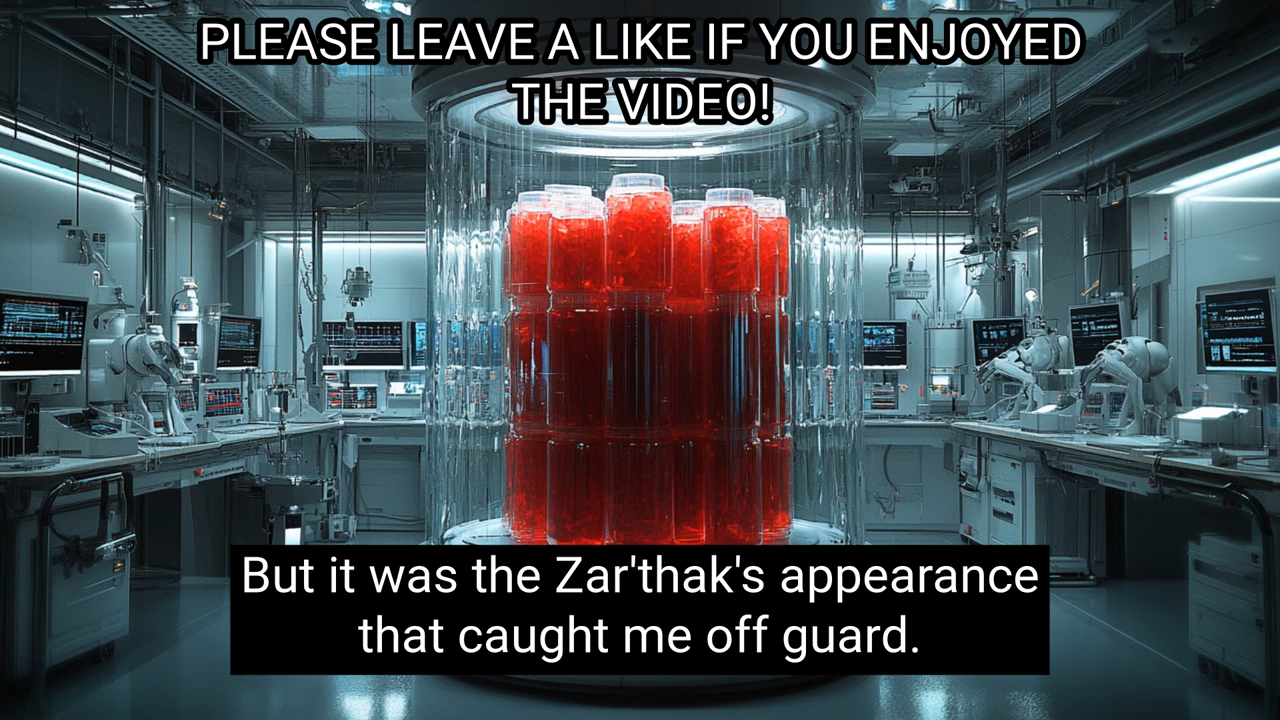 PLEASE LEAVE A LIKE IF YOU ENJOYED
THE VIDEO!
But it was the Zar'thak's appearance
that caught me off guard.